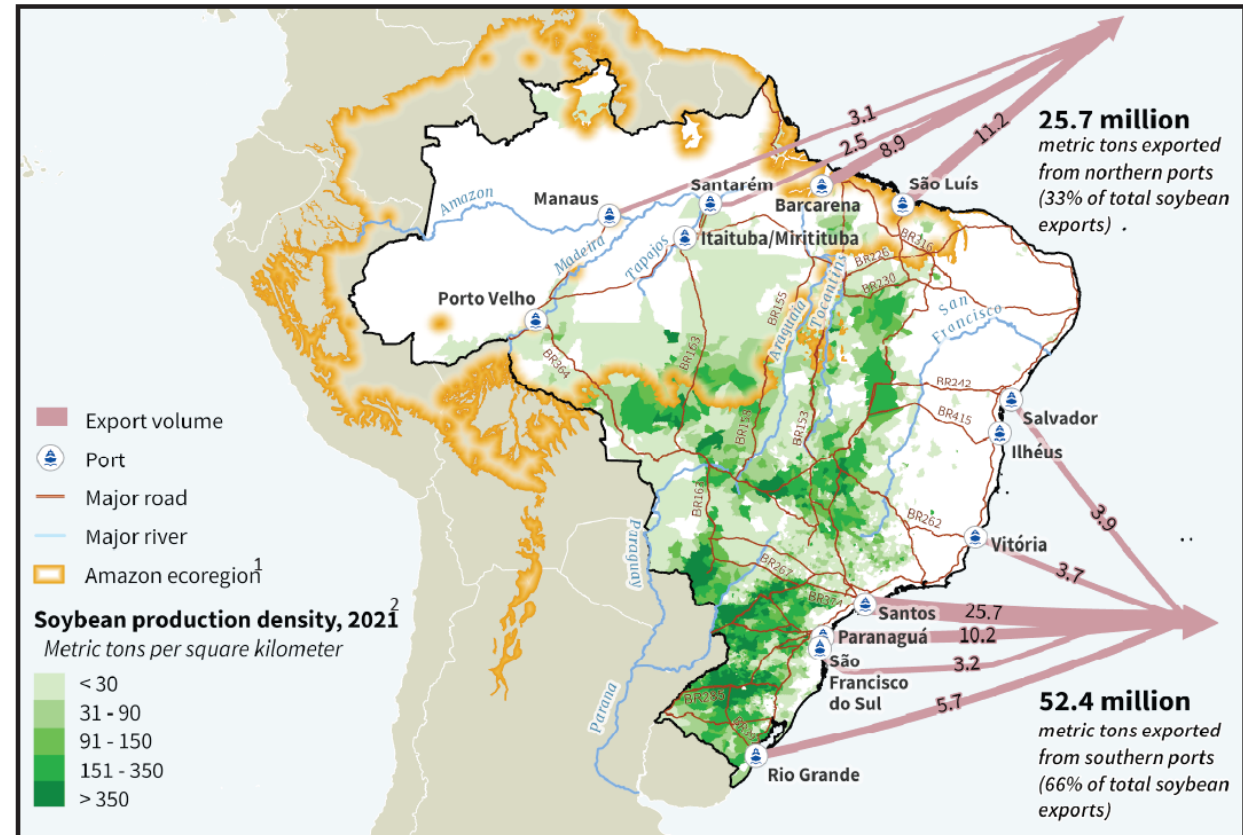 3.1
2.5
8.9
11.2
25.7 million
metric tons exported
from northern ports
(33% of total soybean
exports) .
Amazon
Manaus
Santarém
Barcarena
São Luís
Itaituba/Miritituba
Madeira
Tapajos
Porto Velho
BR316
BR226
BR230
BR155
Araguaia
Tocantins
San
Francisco
BR364
BR163
BR158
BR153
BR242
BR415
Salvador
Ilhéus
Export volume
Port
Major road
Major river
Amazon ecoregion1
BR163
BR262
Vitória
3.9
3.7
Paraguay
BR267
BR374
Santos
25.7
Paranaguá
10.2
São
Francisco
do Sul
3.2
5.7
Parana
BR285
Rio Grande
Soybean production density, 20212
Metric tons per square kilometer
< 30
31 - 90
91 - 150
151 - 350
> 350
52.4 million
metric tons exported
from southern ports
(66% of total soybean
exports)